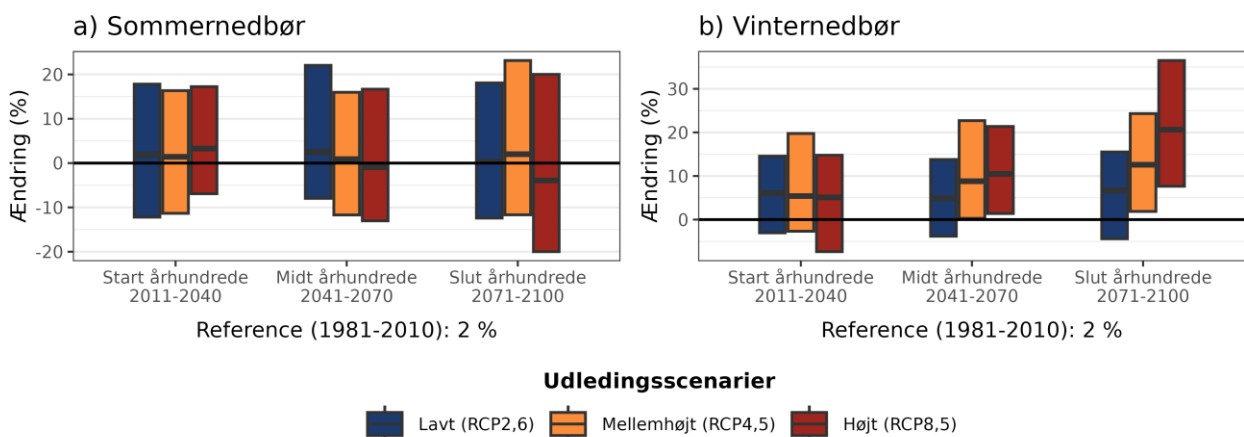 a) Sommernedbør
Ændring (%)
20
10
0
-10
-20
Start århundrede
2011-2040
Midt århundrede
2041-2070
Slut århundrede
2071-2100
Reference (1981-2010): 2 %
b) Vinternedbør
Ændring (%)
30
20
10
0
Start århundrede
2011-2040
Midt århundrede
2041-2070
Slut århundrede
2071-2100
Reference (1981-2010): 2 %
Udledingsscenarier
Lavt (RCP2,6)
Mellemhøjt (RCP4,5)
Højt (RCP8,5)